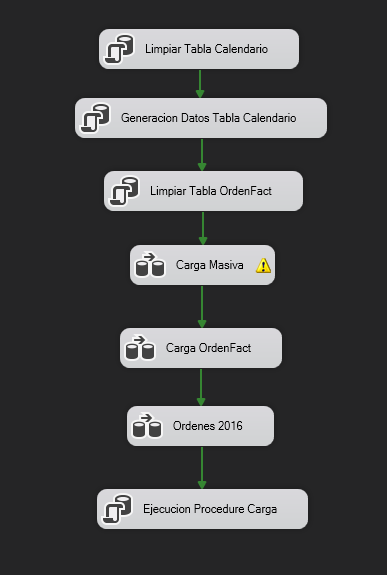 Limpiar Tabla Calendario
Generacion Datos Tabla Calendario
Limpiar Tabla OrdenFact
Carga Masiva
Carga OrdenFact
Ordenes 2016
Ejecucion Procedure Carga